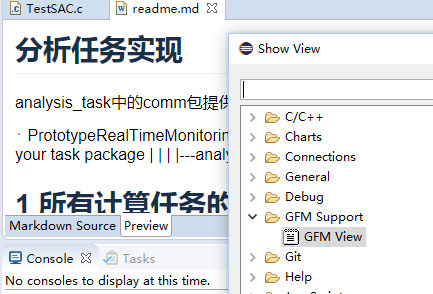 TestSAC.c
readme.md
分析任务实现
analysis_task中的comm包提供
` PrototypeRealTimeMonitorin
your task package | | | |---analy
1 所有计算任务的
Markdown Source
Preview
Console
Tasks
No consoles to display at this time.
Show View
C/C++
Charts
Connections
General
Debug
GFM Support
GFM View
Git
Help